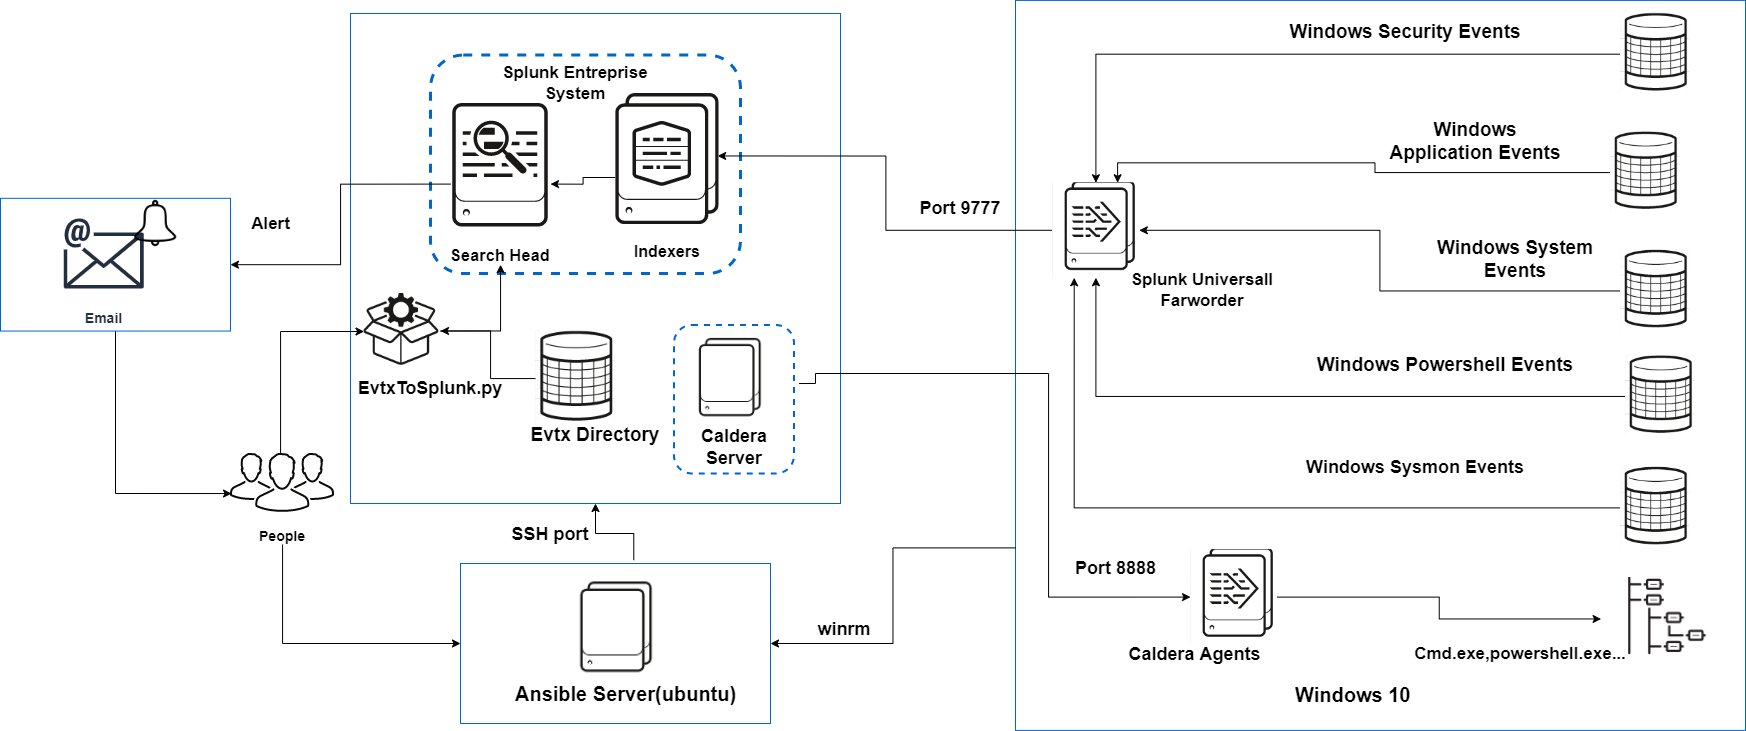 Windows Security Events
Splunk Entreprise
System
Windows
Application Events
Port 9777
Alert
Search Head
Indexers
Windows System
Events
Splunk Universall
Farworder
Email
EvtxToSplunk.py
Evtx Directory
Caldera
Server
Windows Powershell Events
Windows Sysmon Events
People
SSH port
Port 8888
winrm
Caldera Agents
Cmd.exe,powershell.exe...
Ansible Server(ubuntu)
Windows 10